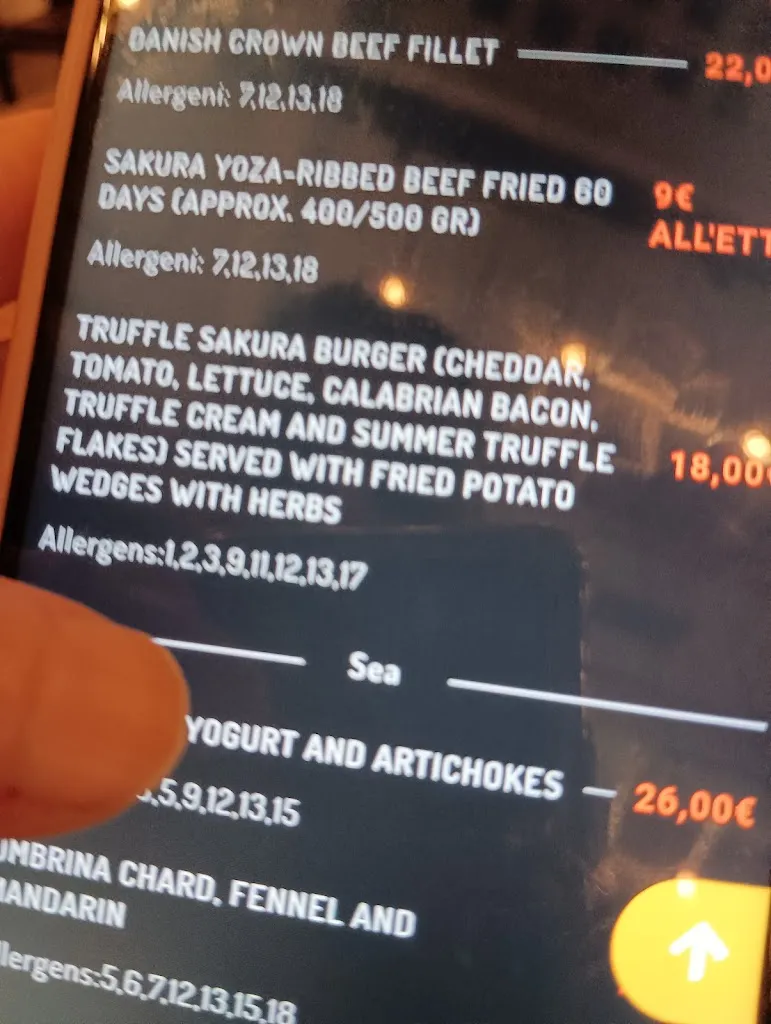 DANISH CROWN BEEF FILLET 22,0
Allergeni: 7,12,13,18
SAKURA YOZA-RIBBED BEEF FRIED 60
DAYS (APPROX. 400/500 GR)
9€
ALL'ETT
Allergeni: 7,12,13,18
TRUFFLE SAKURA BURGER (CHEDDAR,
TOMATO, LETTUCE, CALABRIAN BACON,
TRUFFLE CREAM AND SUMMER TRUFFLE
FLAKES) SERVED WITH FRIED POTATO
WEDGES WITH HERBS
18,00€
Allergens:1,2,3,9,11,12,13,17
Sea
YOGURT AND ARTICHOKES 26,00€
,5,9,12,13,15
UMBRINA CHARD, FENNEL AND
MANDARIN
llergens:5,6,7,12,13,15,18